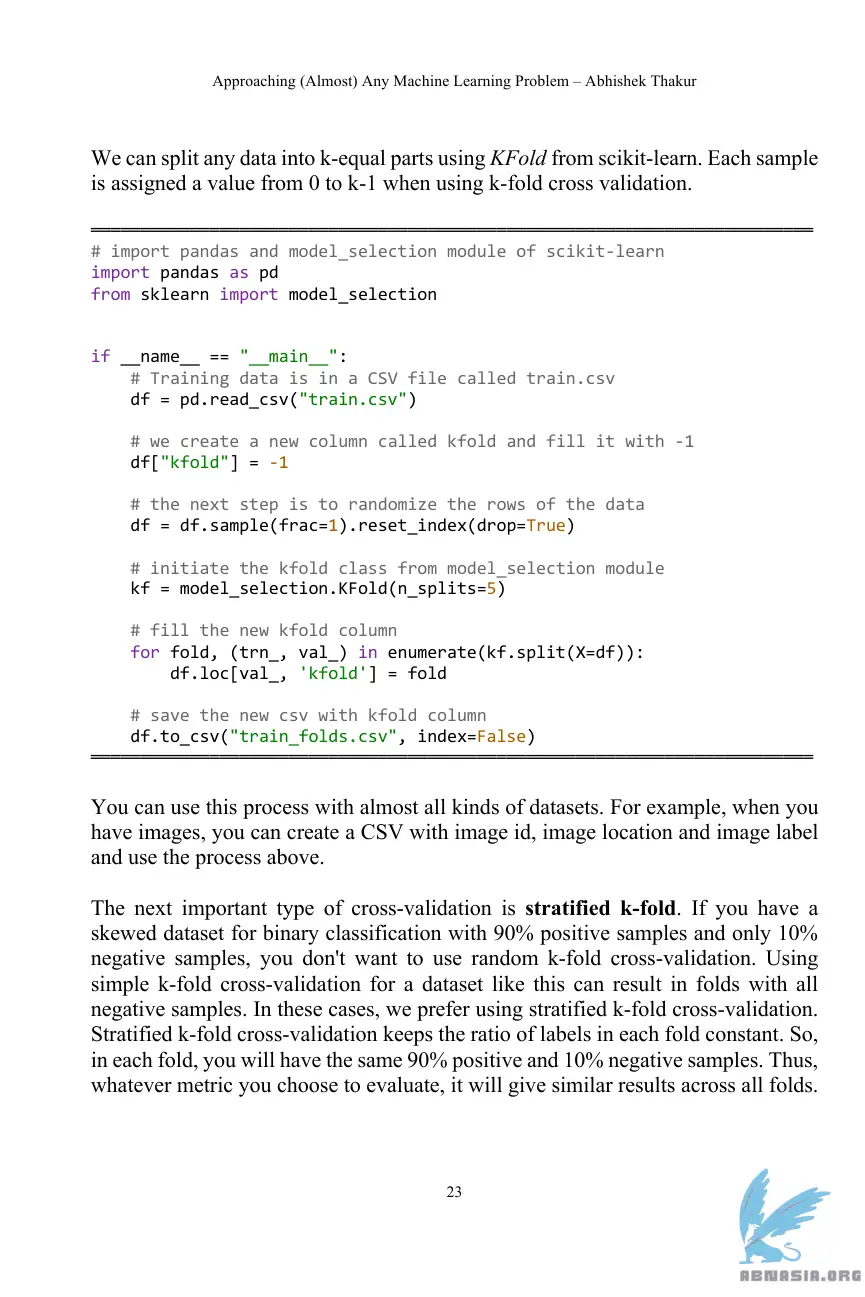 Approaching (Almost) Any Machine Learning Problem – Abhishek Thakur
We can split any data into k-equal parts using KFold from scikit-learn. Each sample
is assigned a value from 0 to k-1 when using k-fold cross validation.
# import pandas and model_selection module of scikit-learn
import pandas as pd
from sklearn import model_selection
if __name__ == "__main__":
    # Training data is in a CSV file called train.csv
    df = pd.read_csv("train.csv")
    # we create a new column called kfold and fill it with -1
    df["kfold"] = -1
    # the next step is to randomize the rows of the data
    df = df.sample(frac=1).reset_index(drop=True)
    # initiate the kfold class from model_selection module
    kf = model_selection.KFold(n_splits=5)
    # fill the new kfold column
    for fold, (trn_, val_) in enumerate(kf.split(X=df)):
        df.loc[val_, 'kfold'] = fold
    # save the new csv with kfold column
    df.to_csv("train_folds.csv", index=False)
You can use this process with almost all kinds of datasets. For example, when you
have images, you can create a CSV with image id, image location and image label
and use the process above.
The next important type of cross-validation is stratified k-fold. If you have a
skewed dataset for binary classification with 90% positive samples and only 10%
negative samples, you don't want to use random k-fold cross-validation. Using
simple k-fold cross-validation for a dataset like this can result in folds with all
negative samples. In these cases, we prefer using stratified k-fold cross-validation.
Stratified k-fold cross-validation keeps the ratio of labels in each fold constant. So,
in each fold, you will have the same 90% positive and 10% negative samples. Thus,
whatever metric you choose to evaluate, it will give similar results across all folds.
23
ABNASIA.ORG